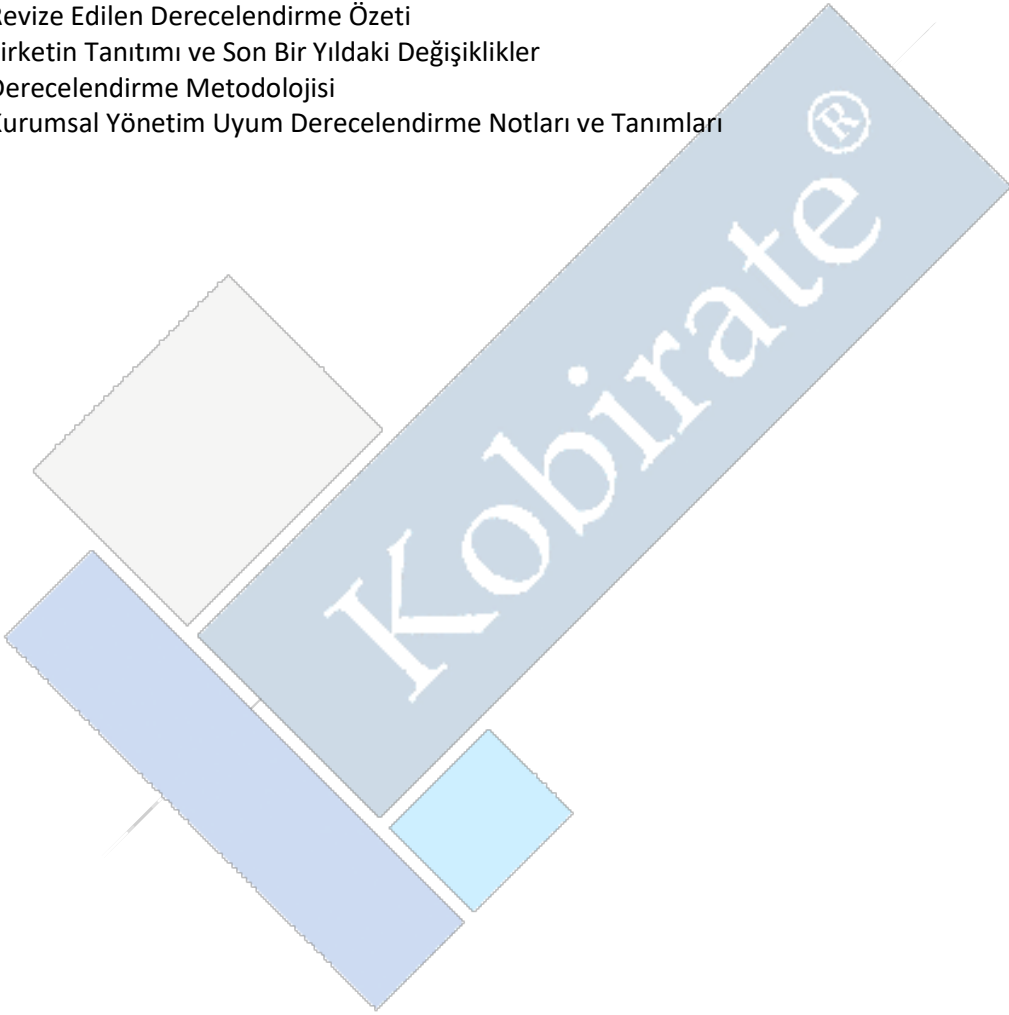 Revize Edilen Derecelendirme Özeti
irketin Tanıtımı ve Son Bir Yıldaki Değişiklikler
Derecelendirme Metodolojisi
Kurumsal Yönetim Uyum Derecelendirme Notları ve Tanımları
Kobirate ®